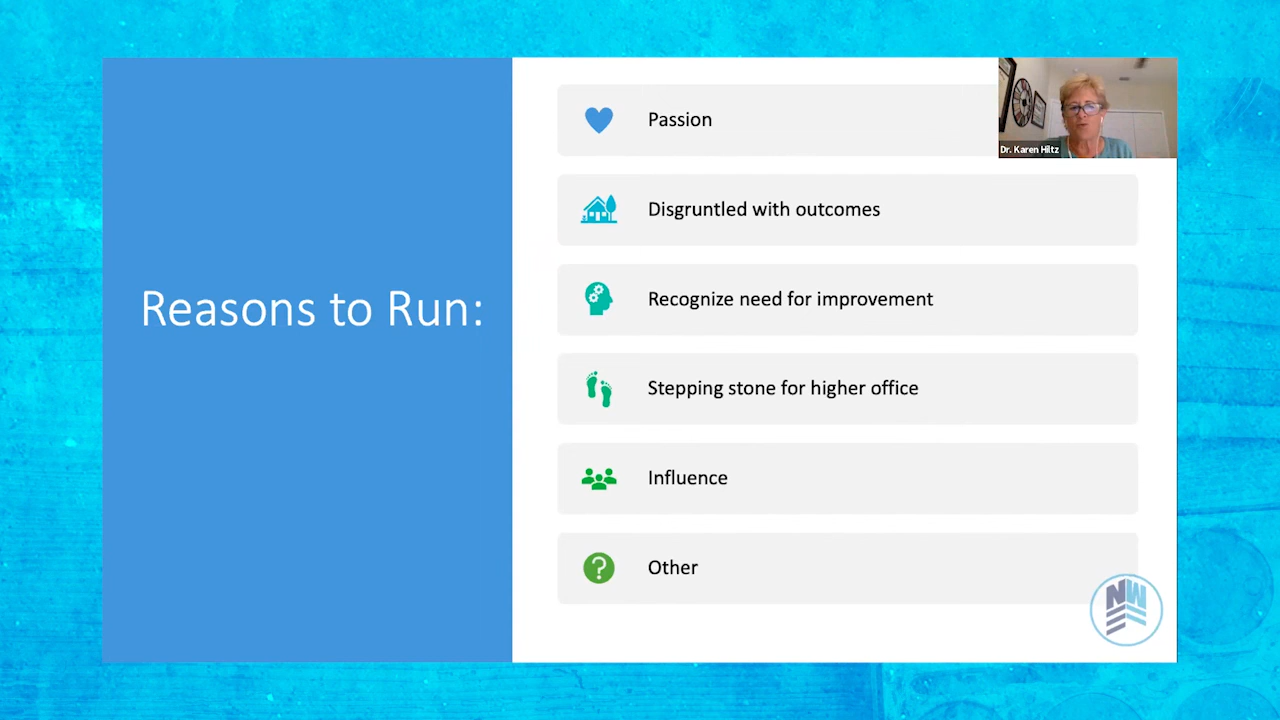 Reasons to Run:
Passion
Disgruntled with outcomes
Recognize need for improvement
Stepping stone for higher office
Influence
Other
Dr. Karen Hiltz
NW